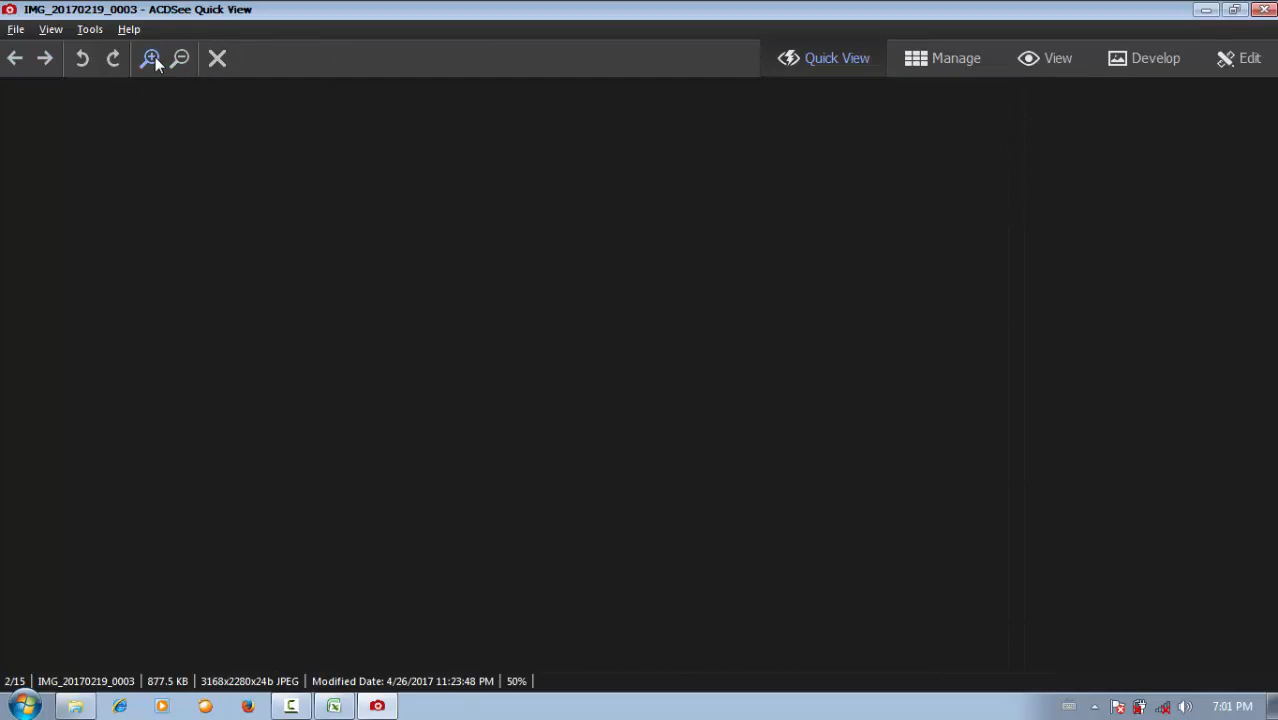 IMG_20170219_0003 - ACDSee Quick View
File View Tools Help
Quick View Manage View Develop Edit
2/15 IMG_20170219_0003 877.5 KB 3168x2280x24b JPEG Modified Date: 4/26/2017 11:23:48 PM 50%
7:01 PM